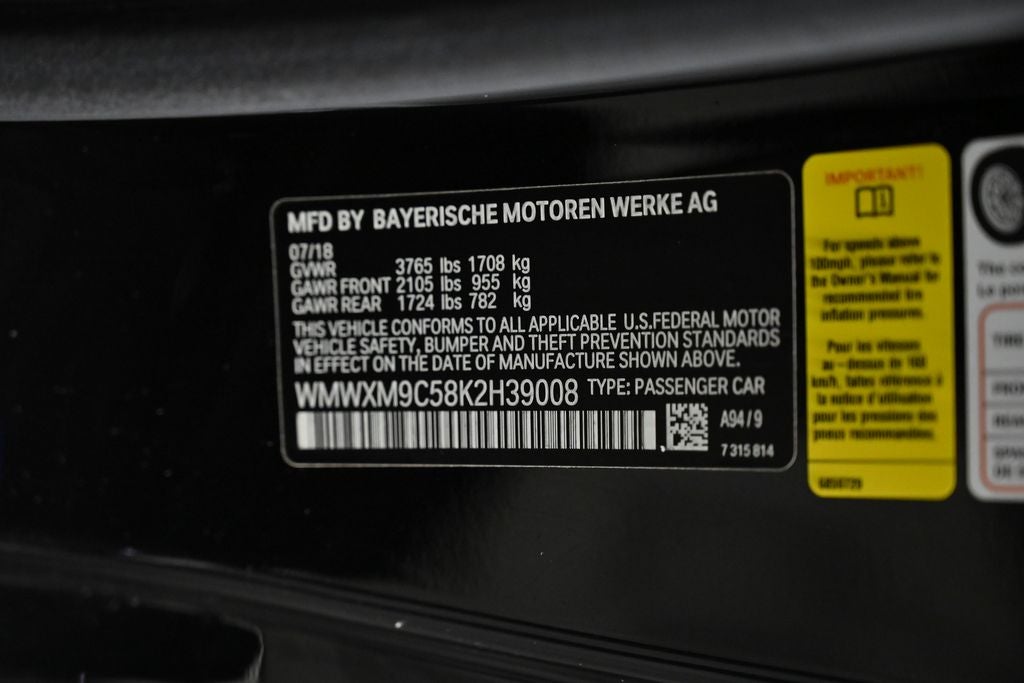 MFD BY BAYERISCHE MOTOREN WERKE AG
07/18
GVWR 3765 lbs 1708 kg
GAWR FRONT 2105 lbs 955 kg
GAWR REAR 1724 lbs 782 kg
THIS VEHICLE CONFORMS TO ALL APPLICABLE U.S.FEDERAL MOTOR
VEHICLE SAFETY, BUMPER AND THEFT PREVENTION STANDARDS
IN EFFECT ON THE DATE OF MANUFACTURE SHOWN ABOVE.
WMWXM9C58K2H39008 TYPE: PASSENGER CAR
A94/9
7 315 814
IMPORTANT!
For speeds above
100mph, please refer to
the Owner's Manual for
recommended tire
inflation pressures.
Pour les vitesses
au-dessus de 160
km/h, faites référence à
votre livre de bord
pour les pressions des
pneus recommandées.